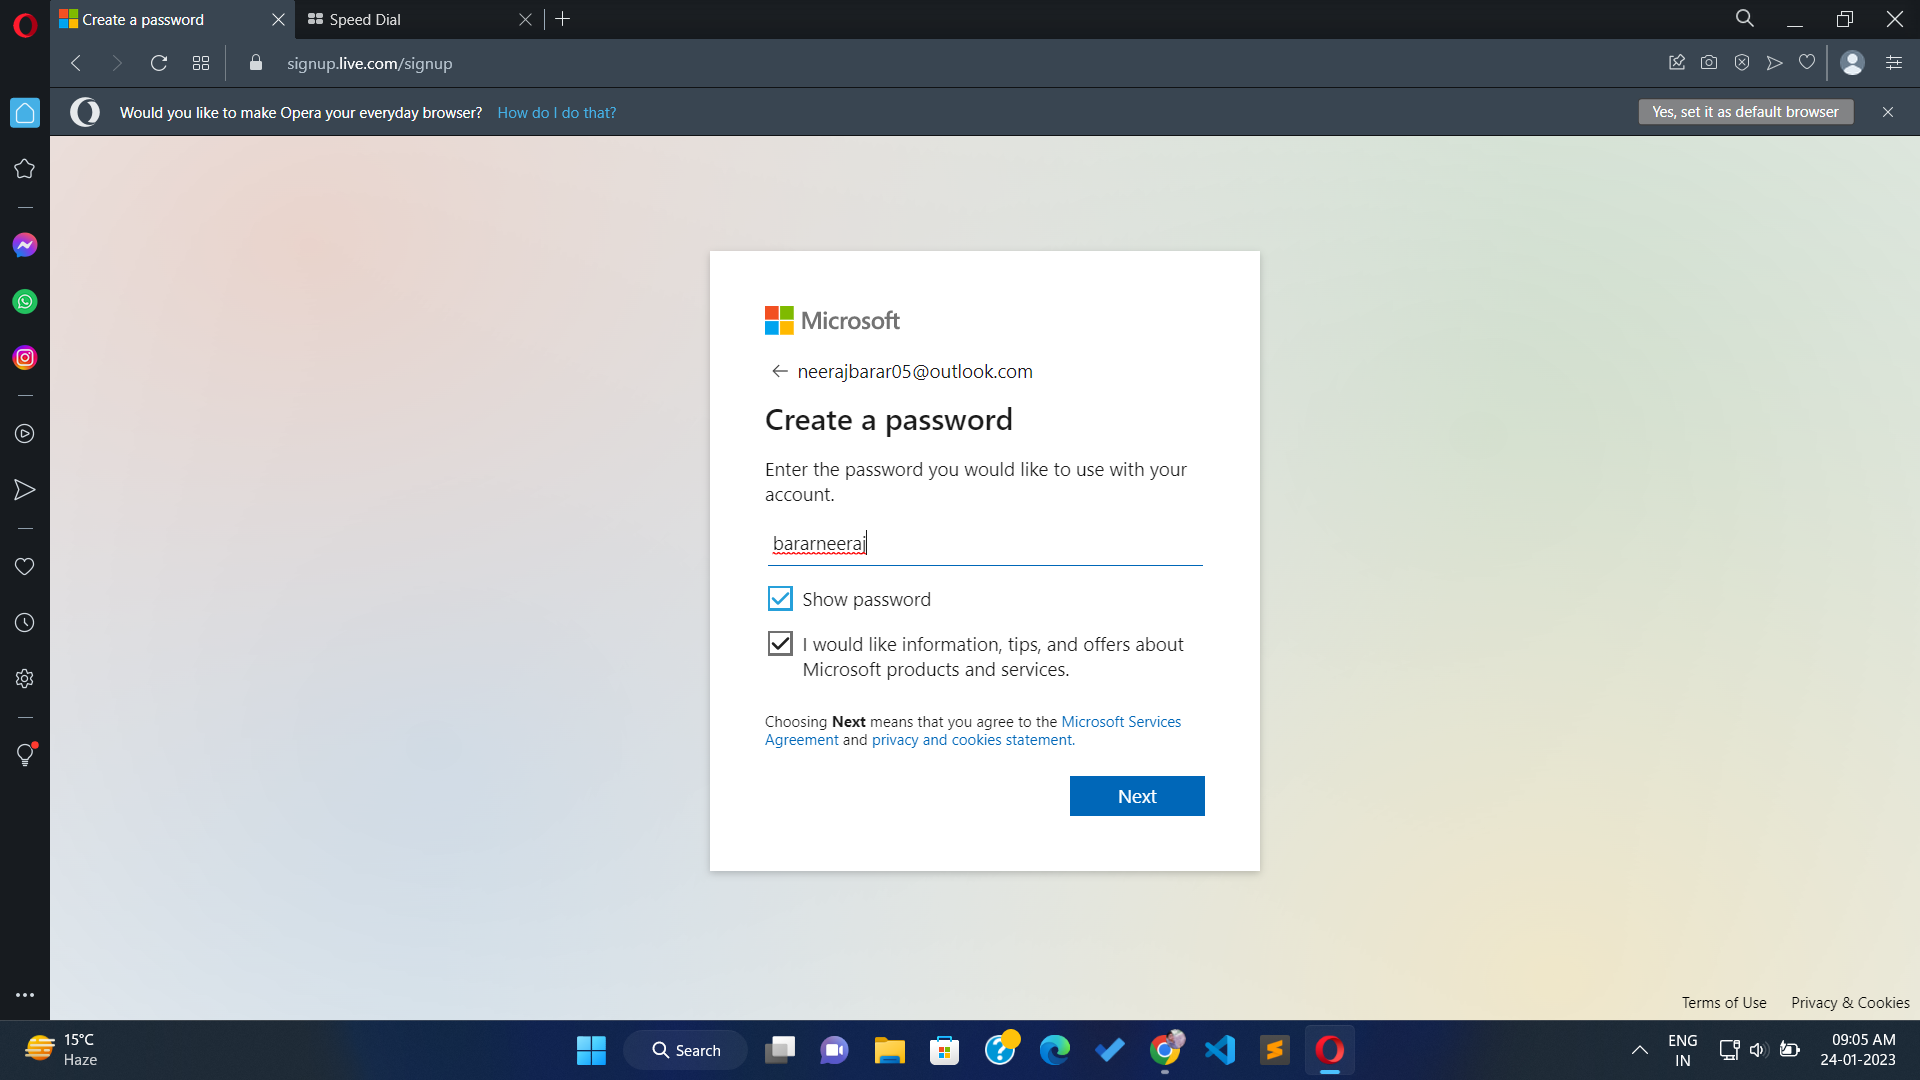 Create a password
Speed Dial
signup.live.com/signup
Would you like to make Opera your everyday browser? How do I do that?
Yes, set it as default browser
Microsoft
neerajbarar05@outlook.com
Create a password
Enter the password you would like to use with your
account.
bararneeraj
Show password
I would like information, tips, and offers about
Microsoft products and services.
Choosing Next means that you agree to the Microsoft Services
Agreement and privacy and cookies statement.
Next
Terms of Use
Privacy & Cookies
15°C
Haze
Search
ENG
IN
09:05 AM
24-01-2023